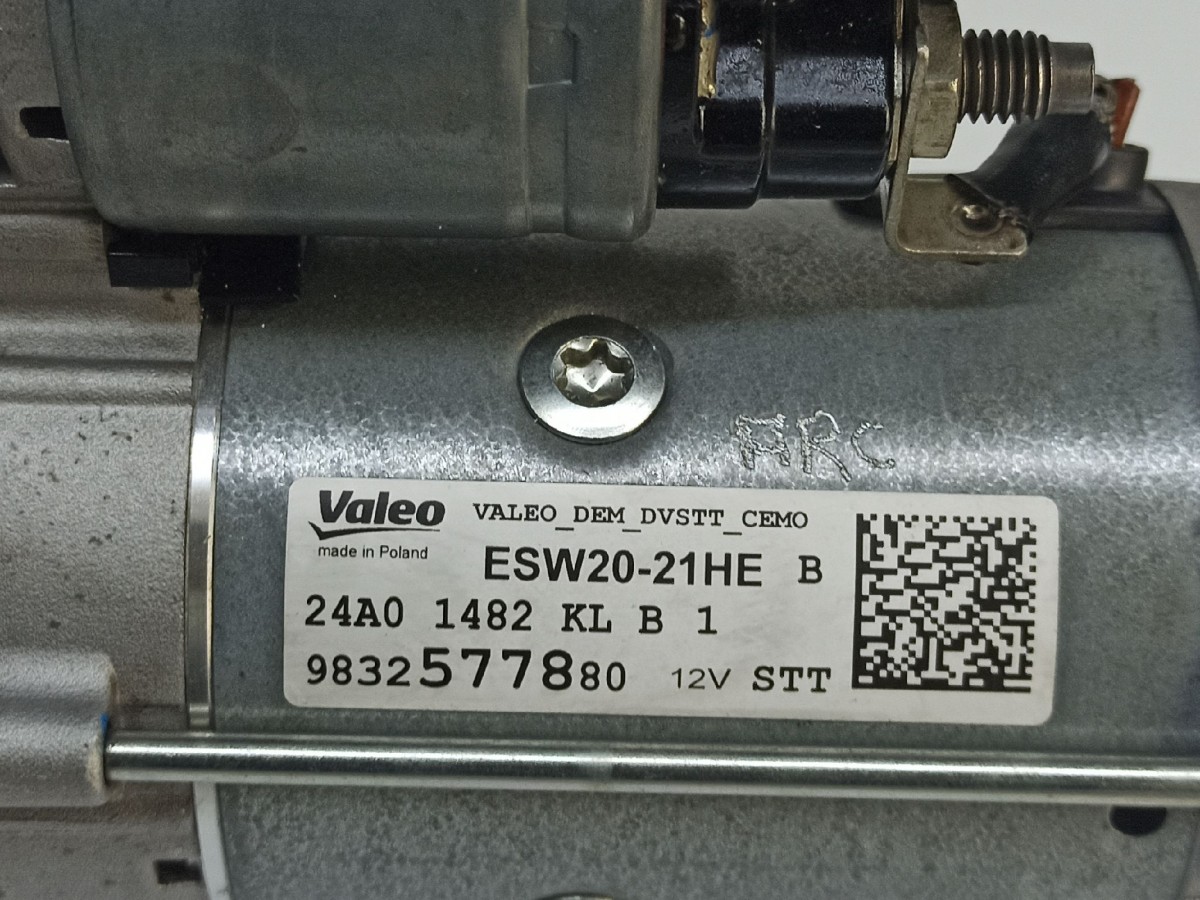 ARC
Valeo VALEO_DEM_DVSTT_CEMO
made in Poland
ESW20-21HE B
24A0 1482 KL B 1
9832577880 12V STT